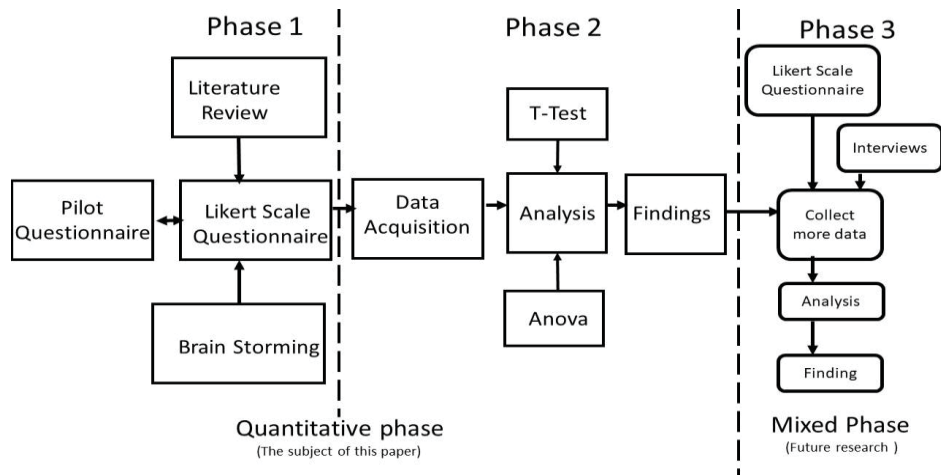 Phase 1
Literature
Review
Pilot
Questionnaire
Likert Scale
Questionnaire
Brain Storming
Phase 2
T-Test
Data
Acquisition
Analysis
Findings
Anova
Quantitative phase
(The subject of this paper)
Phase 3
Likert Scale
Questionnaire
Interviews
Collect
more data
Analysis
Finding
Mixed Phase
(Future research )